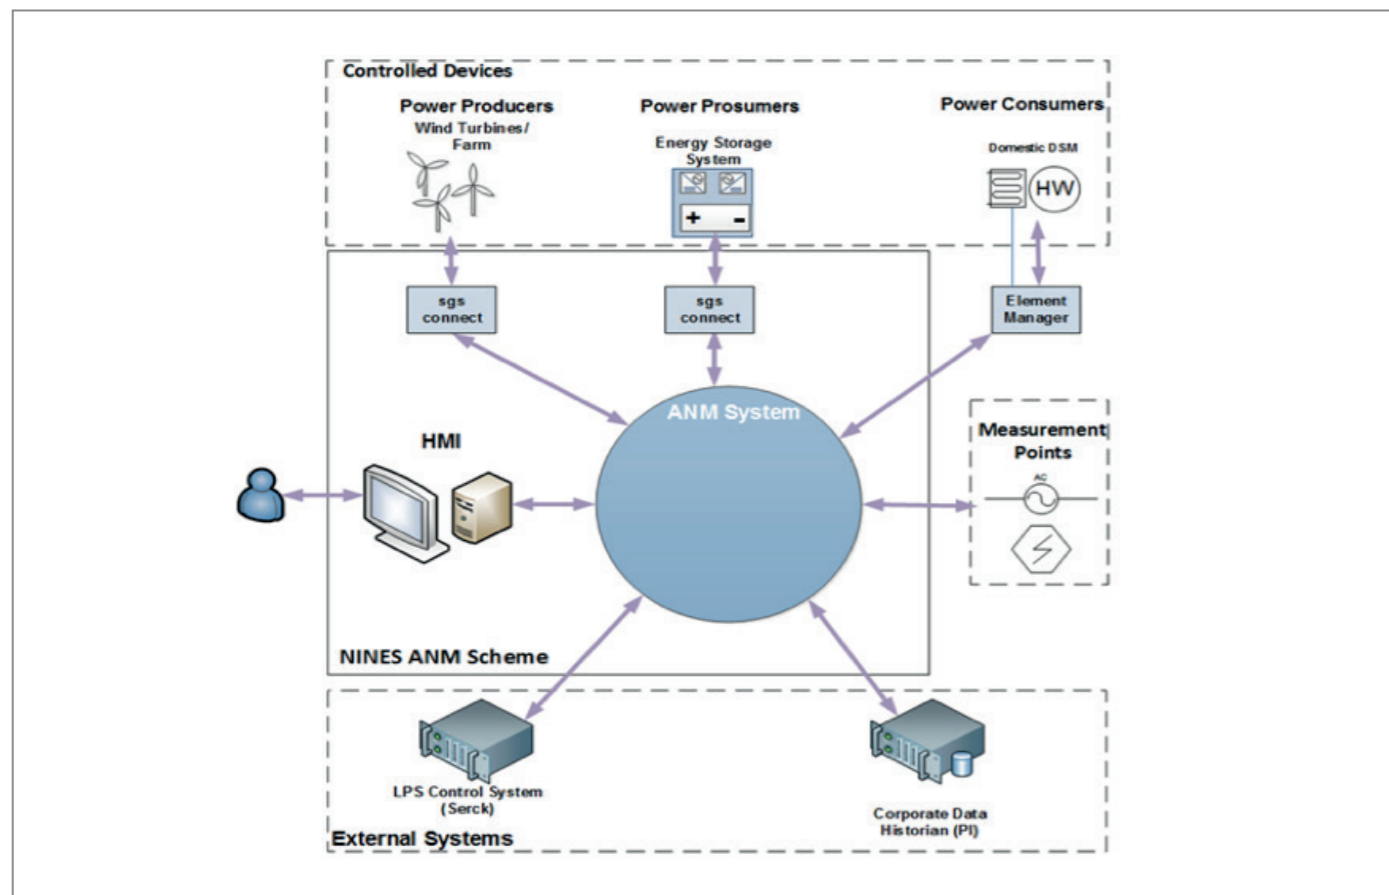 Controlled Devices
Power Producers
Wind Turbines/
Farm
Power Prosumers
Energy Storage
System
+ -
Power Consumers
Domestic DSM
HW
sgs
connect
sgs
connect
Element
Manager
ANM System
HMI
Measurement
Points
AC
NINES ANM Scheme
LPS Control System
(Serck)
Corporate Data
Historian (PI)
External Systems